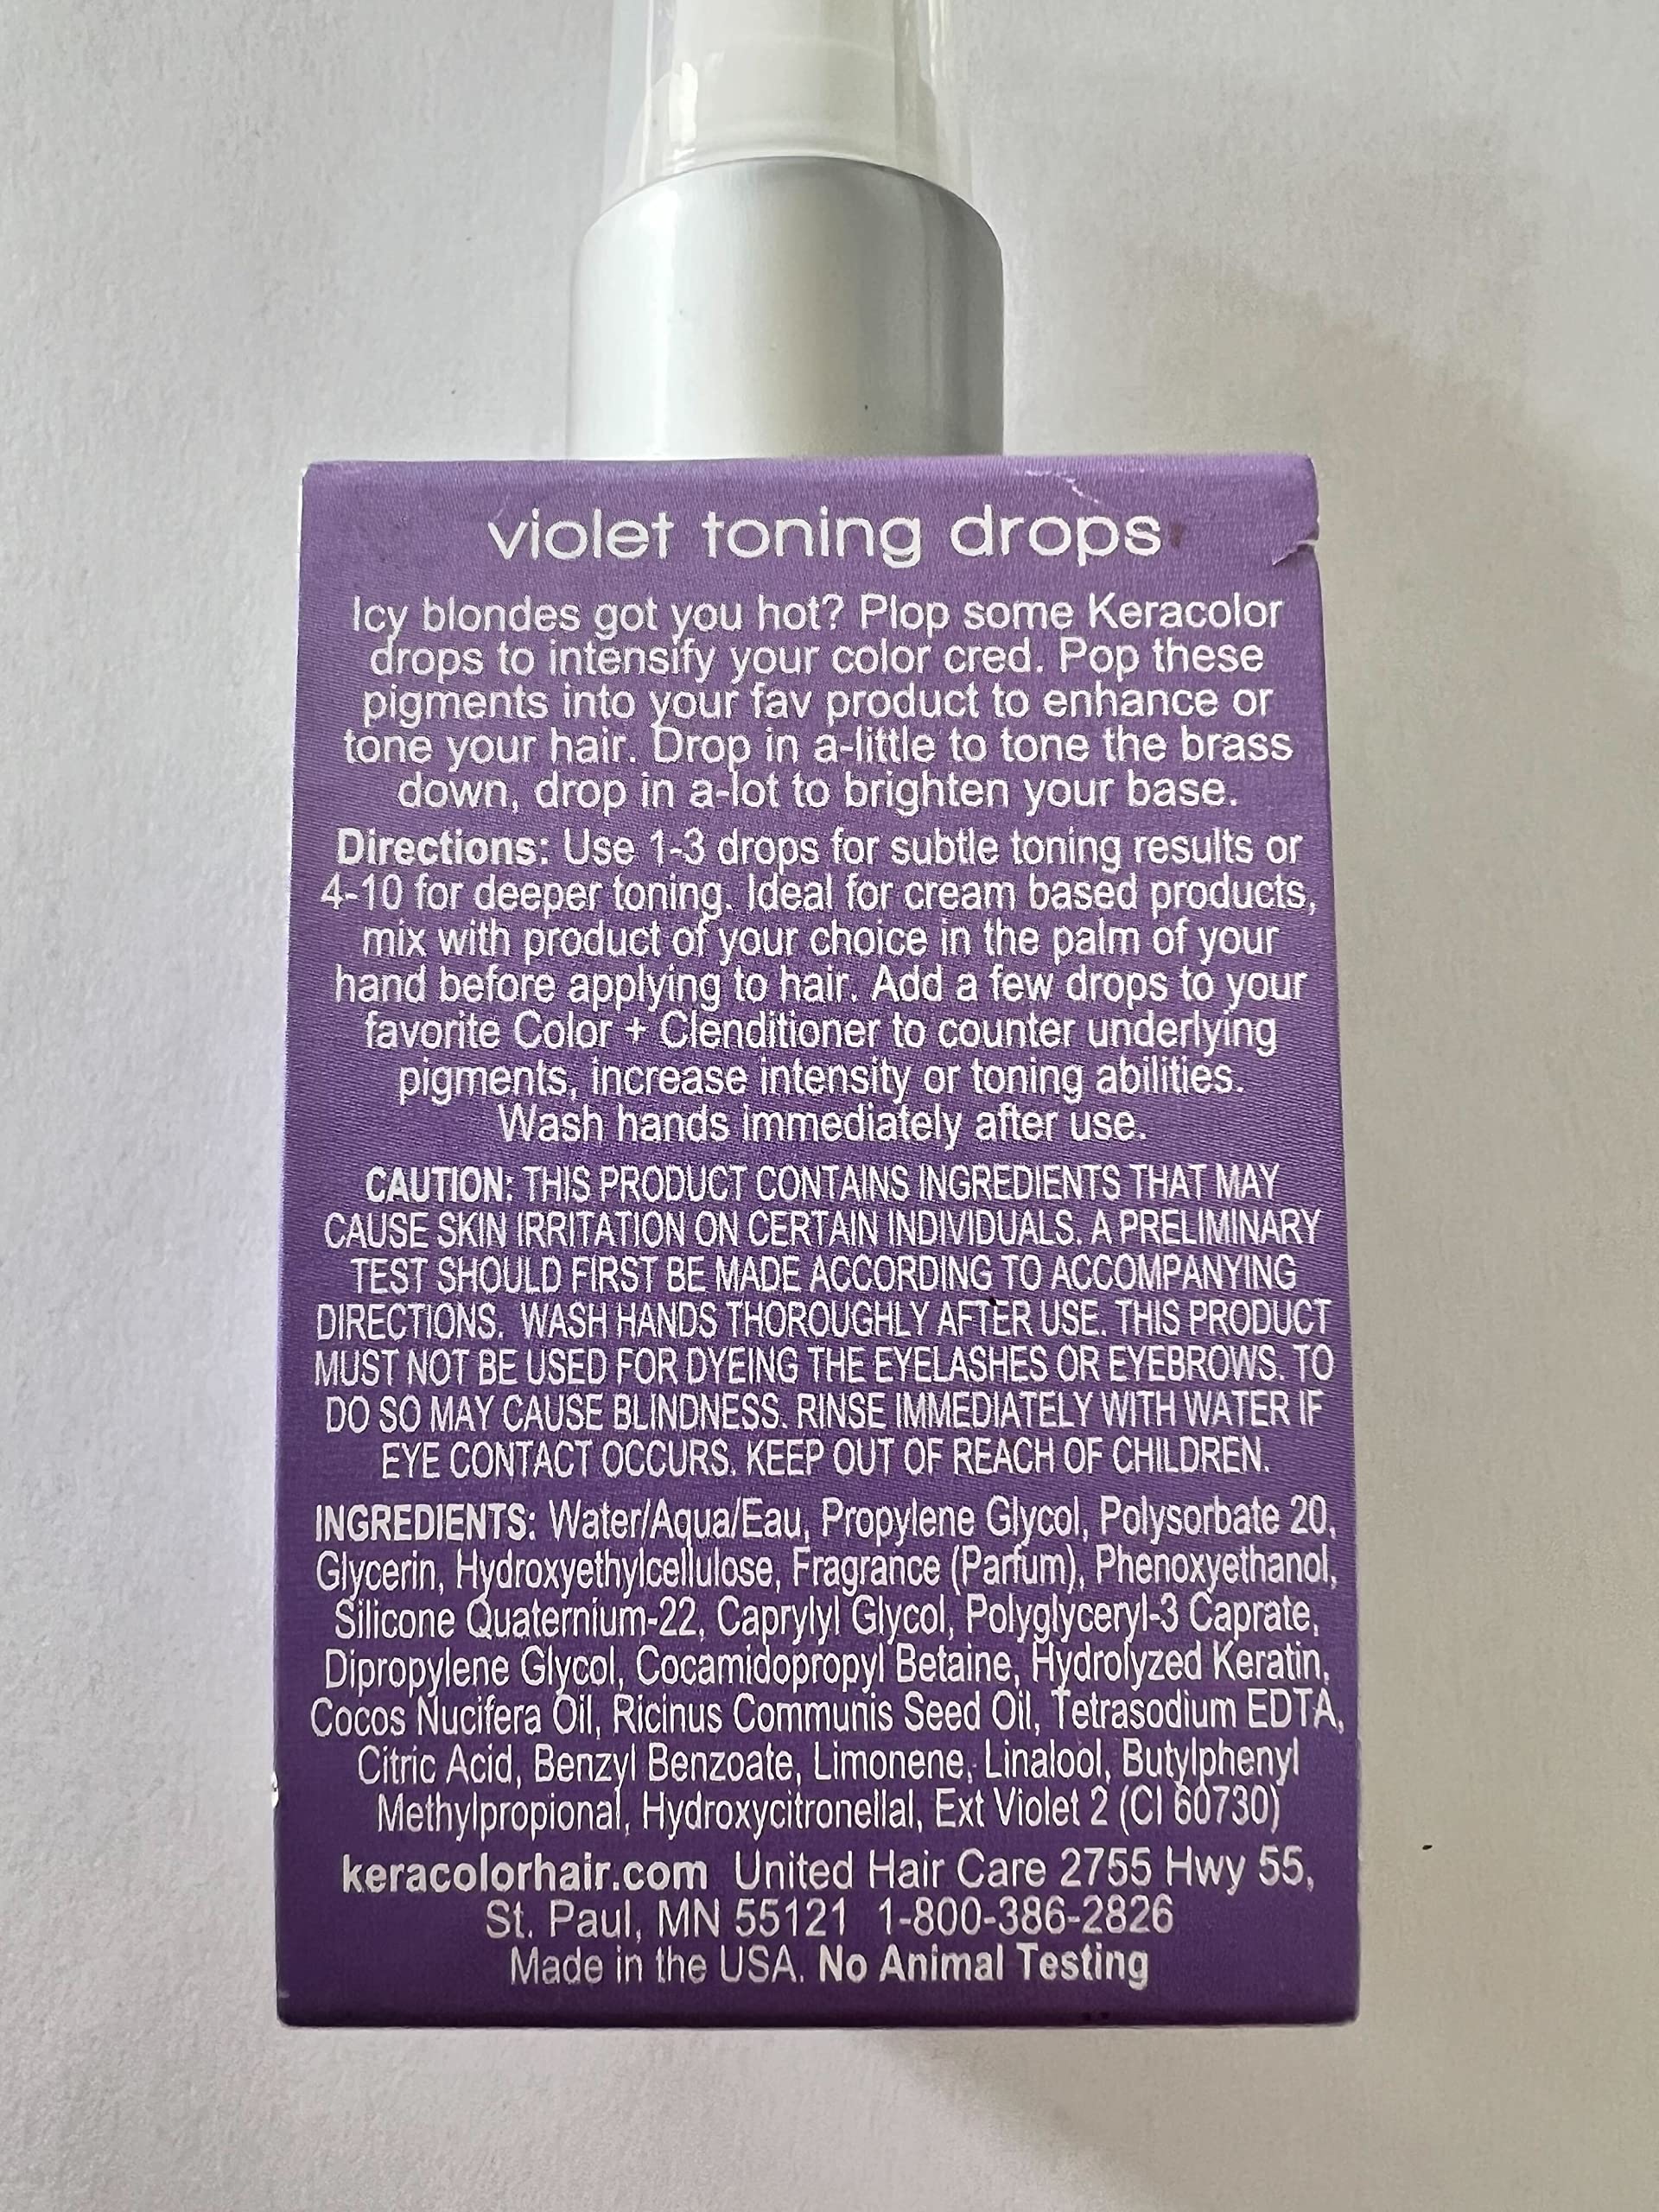 violet toning drops
Icy blondes got you hot? Plop some Keracolor
drops to intensify your color cred. Pop these
pigments into your fav product to enhance or
tone your hair. Drop in a-little to tone the brass
down, drop in a-lot to brighten your base.
Directions: Use 1-3 drops for subtle toning results or
4-10 for deeper toning. Ideal for cream based products,
mix with product of your choice in the palm of your
hand before applying to hair. Add a few drops to your
favorite Color + Clenditioner to counter underlying
pigments, increase intensity or toning abilities.
Wash hands immediately after use.
CAUTION: THIS PRODUCT CONTAINS INGREDIENTS THAT MAY
CAUSE SKIN IRRITATION ON CERTAIN INDIVIDUALS. A PRELIMINARY
TEST SHOULD FIRST BE MADE ACCORDING TO ACCOMPANYING
DIRECTIONS. WASH HANDS THOROUGHLY AFTER USE. THIS PRODUCT
MUST NOT BE USED FOR DYEING THE EYELASHES OR EYEBROWS. TO
DO SO MAY CAUSE BLINDNESS. RINSE IMMEDIATELY WITH WATER IF
EYE CONTACT OCCURS. KEEP OUT OF REACH OF CHILDREN.
INGREDIENTS: Water/Aqua/Eau, Propylene Glycol, Polysorbate 20,
Glycerin, Hydroxyethylcellulose, Fragrance (Parfum), Phenoxyethanol,
Silicone Quaternium-22, Caprylyl Glycol, Polyglyceryl-3 Caprate,
Dipropylene Glycol, Cocamidopropyl Betaine, Hydrolyzed Keratin,
Cocos Nucifera Oil, Ricinus Communis Seed Oil, Tetrasodium EDTA,
Citric Acid, Benzyl Benzoate, Limonene, Linalool, Butylphenyl
Methylpropional, Hydroxycitronellal, Ext Violet 2 (CI 60730)
keracolorhair.com United Hair Care 2755 Hwy 55,
St. Paul, MN 55121 1-800-386-2826
Made in the USA. No Animal Testing